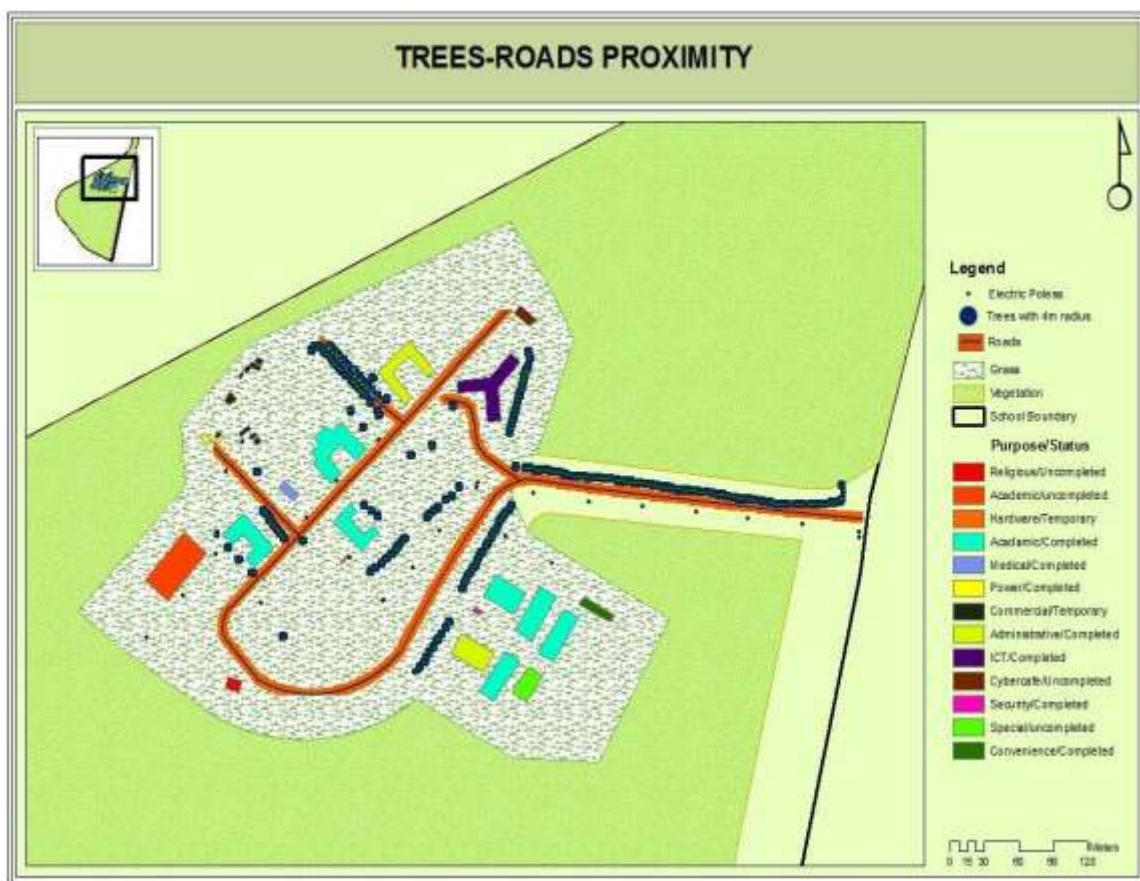 TREES-ROADS PROXIMITY
Legend
Electric Poless
Trees with 4m radius
Roads
Grass
Vegetation
School Boundary
Purpose/Status
Religious/Uncompleted
Academic/uncompleted
Hardware/Temporary
Acadamic/Completed
Medical/Completed
Power/Completed
Commercial/Temporary
Administrative/Completed
ICT/Completed
Cybercafe/Uncompleted
Security/Completed
Special/uncompleted
Convenience/Completed
Meters
0 15 30 60 90 120